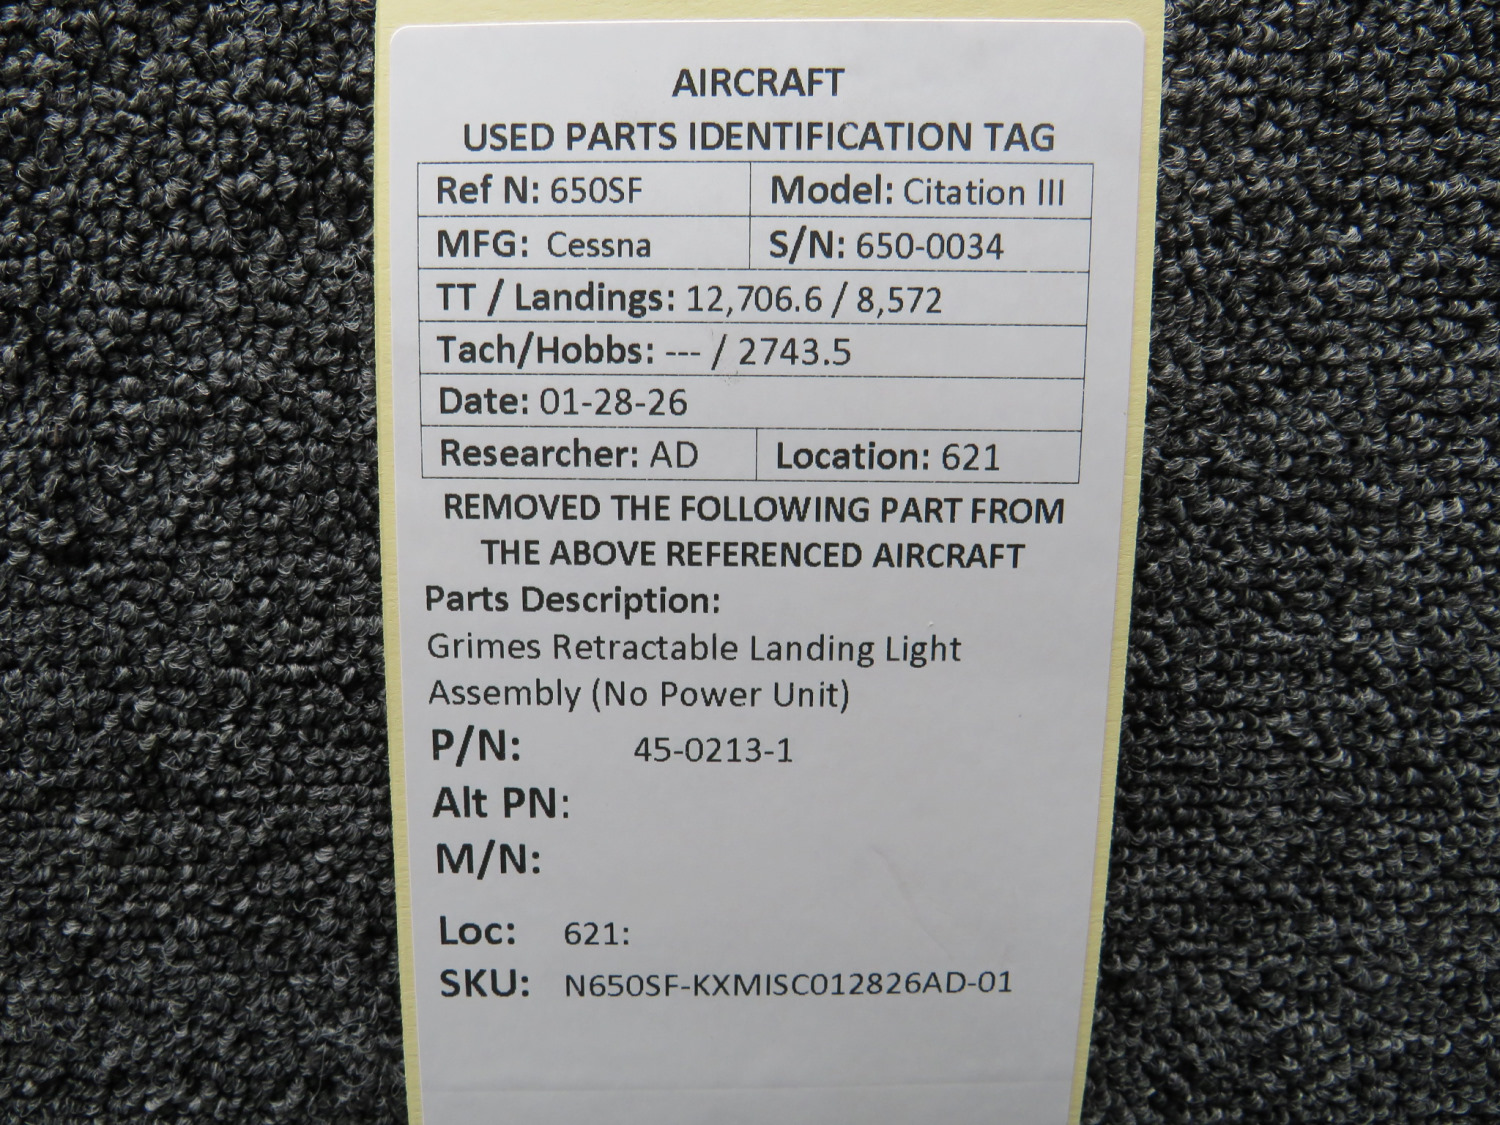 AIRCRAFT
USED PARTS IDENTIFICATION TAG
Ref N: 650SF Model: Citation III
MFG: Cessna S/N: 650-0034
TT / Landings: 12,706.6 / 8,572
Tach/Hobbs: --- / 2743.5
Date: 01-28-26
Researcher: AD Location: 621
REMOVED THE FOLLOWING PART FROM
THE ABOVE REFERENCED AIRCRAFT
Parts Description:
Grimes Retractable Landing Light
Assembly (No Power Unit)
P/N: 45-0213-1
Alt PN:
M/N:
Loc: 621:
SKU: N650SF-KXMISC012826AD-01